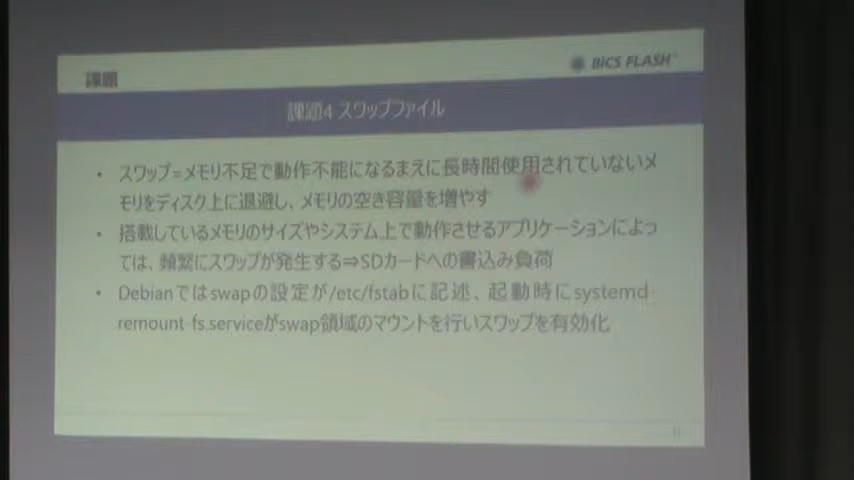 課題
BiCS FLASH™
課題4 スワップファイル
• スワップ=メモリ不足で動作不能になるまえに長時間使用されていないメ
モリをディスク上に退避し、メモリの空き容量を増やす
• 搭載しているメモリのサイズやシステム上で動作させるアプリケーションによっ
ては、頻繁にスワップが発生する⇒SDカードへの書込み負荷
• Debianではswapの設定が/etc/fstabに記述、起動時にsystemd-
remount-fs.serviceがswap領域のマウントを行いスワップを有効化